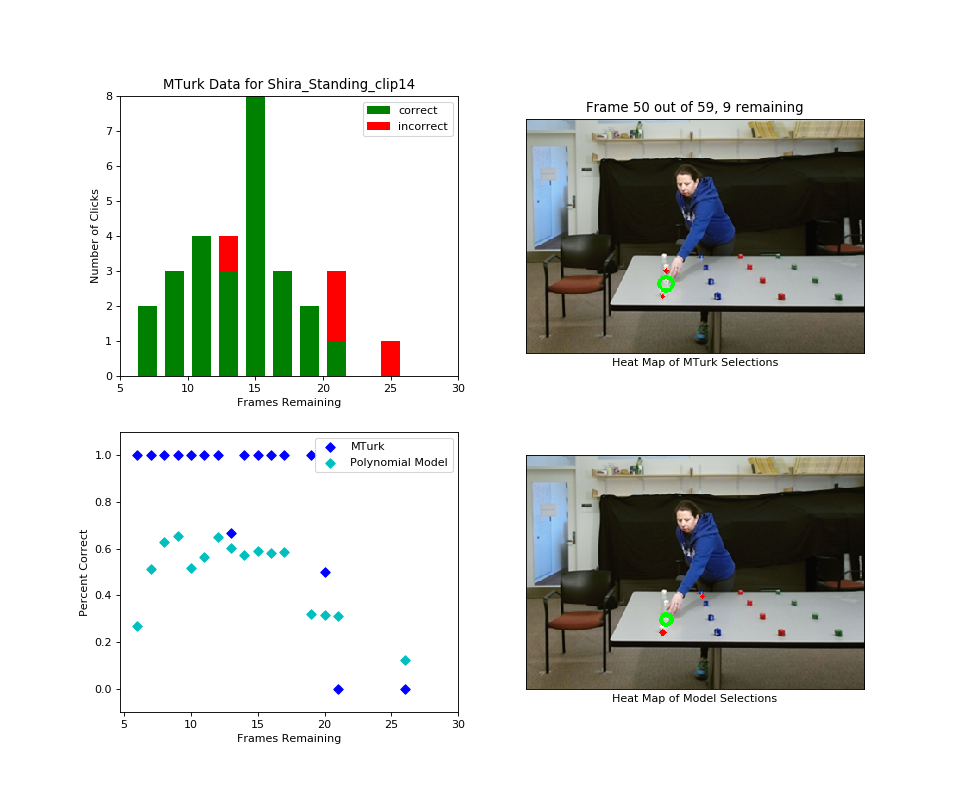 MTurk Data for Shira_Standing_clip14
8
7
6
5
4
3
2
1
0
Number of Clicks
correct
incorrect
5 10 15 20 25 30
Frames Remaining
Frame 50 out of 59, 9 remaining
Heat Map of MTurk Selections
1.0
0.8
0.6
0.4
0.2
0.0
Percent Correct
MTurk
Polynomial Model
5 10 15 20 25 30
Frames Remaining
Heat Map of Model Selections